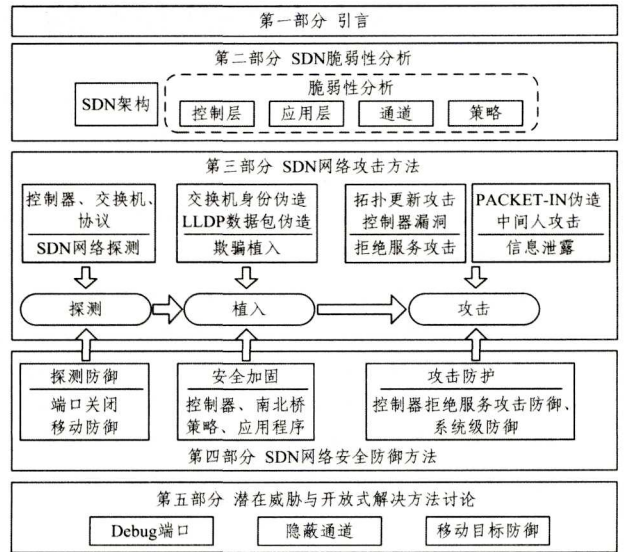 第一部分 引言
第二部分 SDN脆弱性分析
SDN架构
脆弱性分析
控制层
应用层
通道
策略
第三部分 SDN网络攻击方法
控制器、交换机、
协议
SDN网络探测
交换机身份伪造
LLDP数据包伪造
欺骗植入
拓扑更新攻击
控制器漏洞
拒绝服务攻击
PACKET-IN伪造
中间人攻击
信息泄露
探测
植入
攻击
探测防御
端口关闭
移动防御
安全加固
控制器、南北桥
策略、应用程序
攻击防护
控制器拒绝服务攻击防御、
系统级防御
第四部分 SDN网络安全防御方法
第五部分 潜在威胁与开放式解决方法讨论
Debug端口
隐蔽通道
移动目标防御